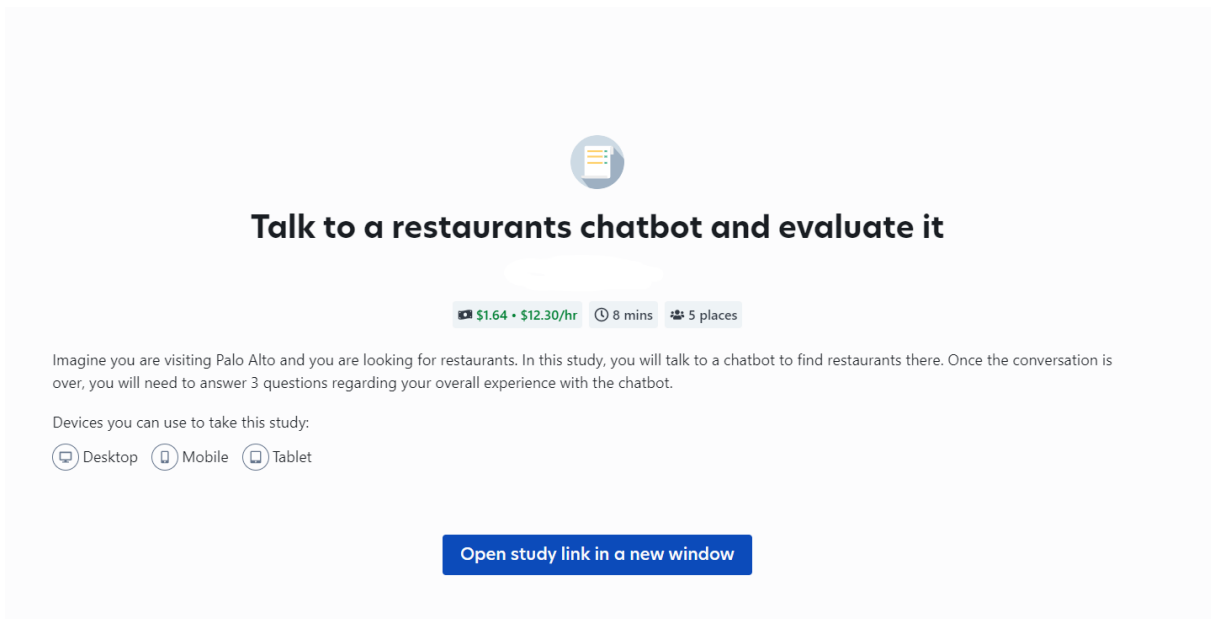 Talk to a restaurants chatbot and evaluate it
$1.64 • $12.30/hr 8 mins 5 places
Imagine you are visiting Palo Alto and you are looking for restaurants. In this study, you will talk to a chatbot to find restaurants there. Once the conversation is
over, you will need to answer 3 questions regarding your overall experience with the chatbot.
Devices you can use to take this study:
Desktop Mobile Tablet
Open study link in a new window